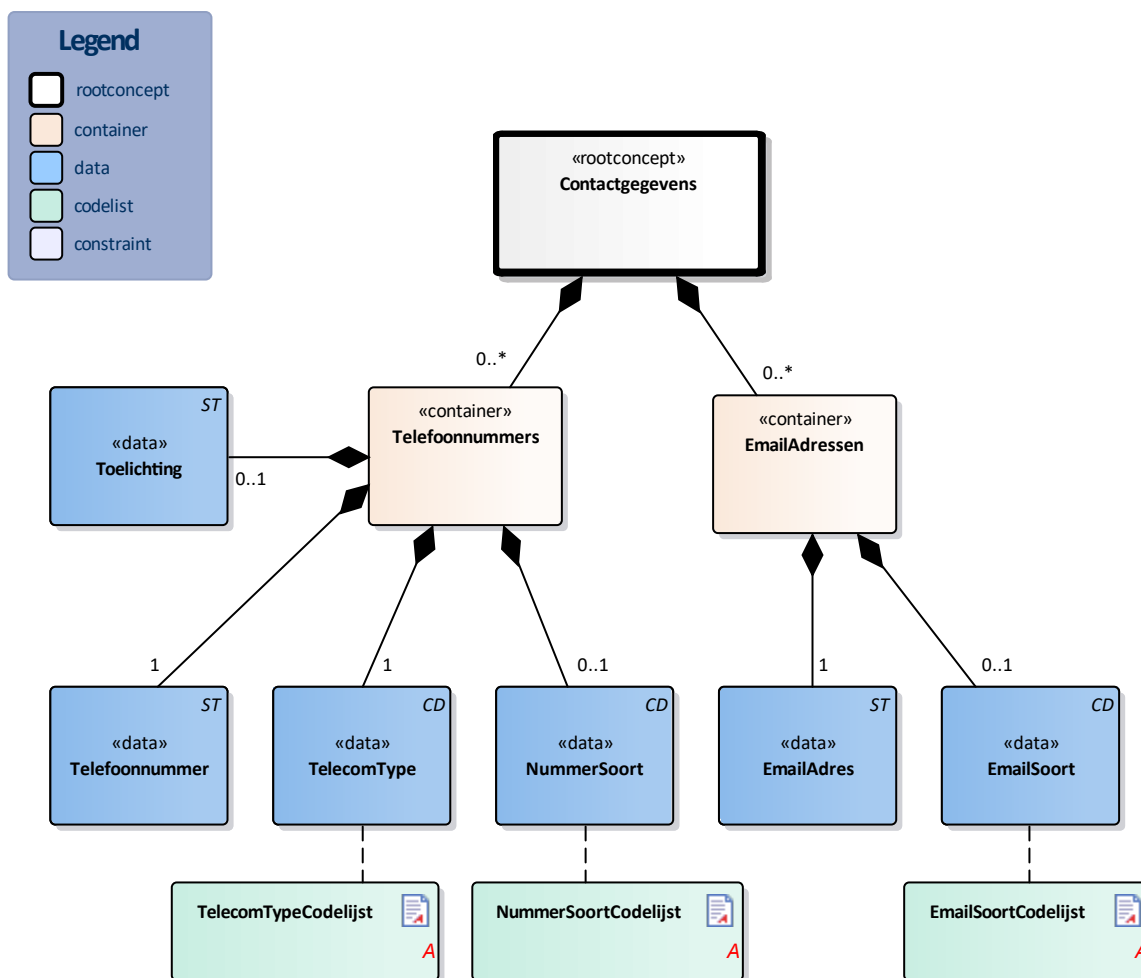 Legend
rootconcept
container
data
codelist
constraint
«rootconcept»
Contactgegevens
0..*
0..*
ST
«data»
Toelichting
0..1
«container»
Telefoonnummers
«container»
EmailAdressen
1
1
0..1
1
0..1
ST
«data»
Telefoonnummer
CD
«data»
TelecomType
CD
«data»
NummerSoort
ST
«data»
EmailAdres
CD
«data»
EmailSoort
TelecomTypeCodelijst
A
NummerSoortCodelijst
A
EmailSoortCodelijst
A